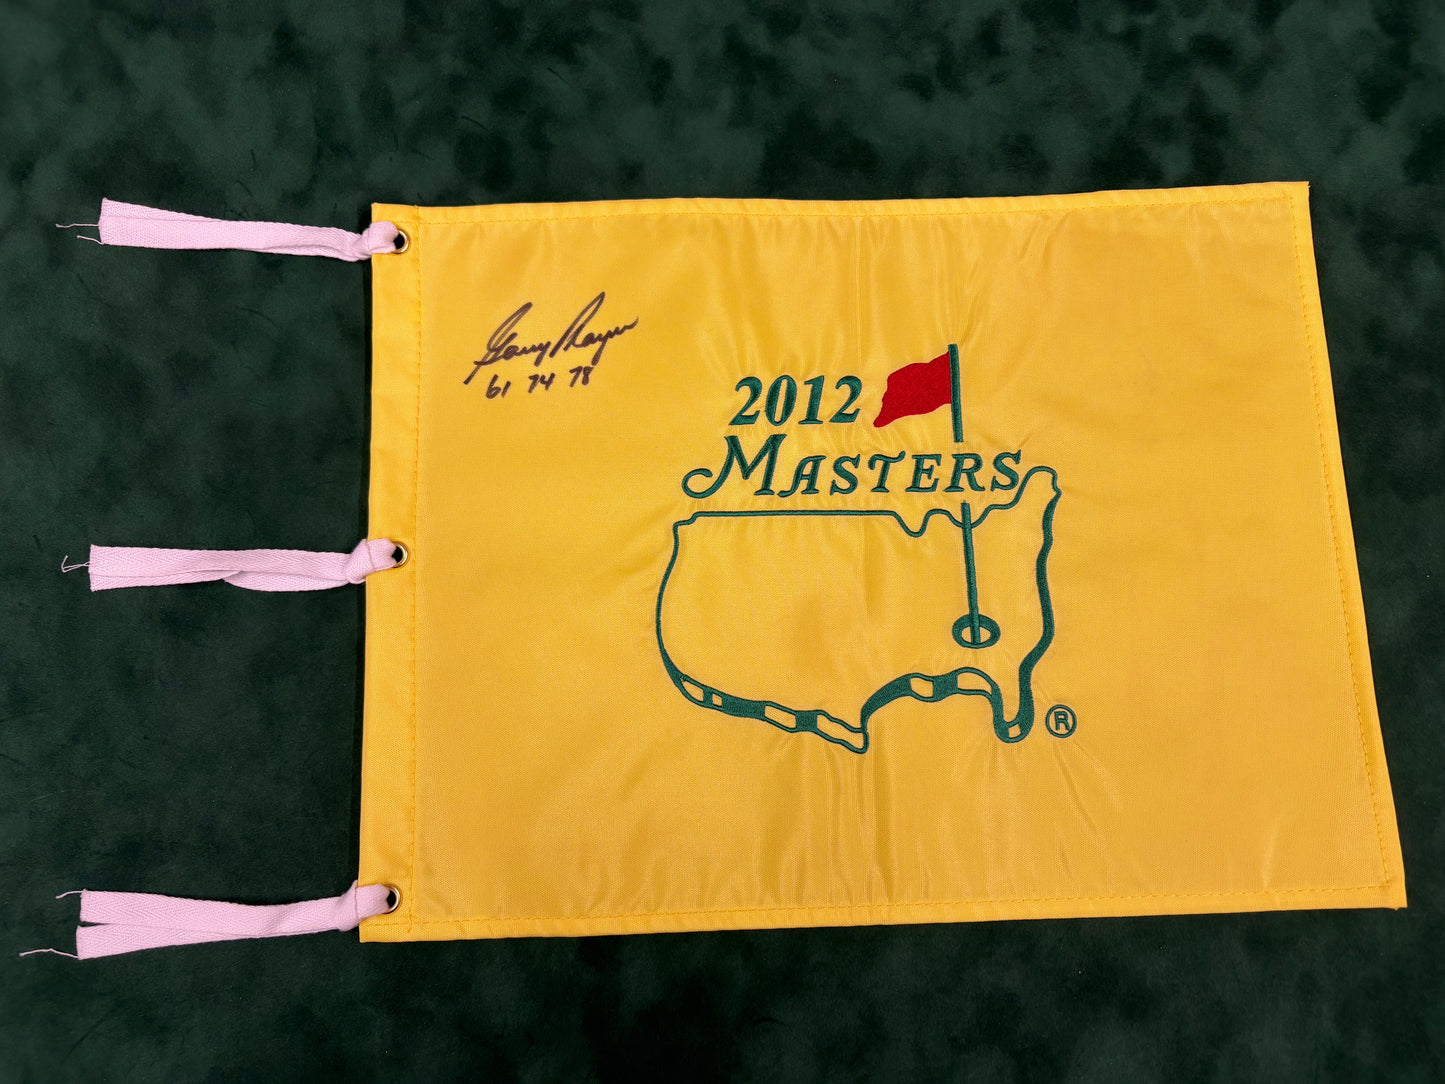 Gary Player
61 74 78
2012
MASTERS
®